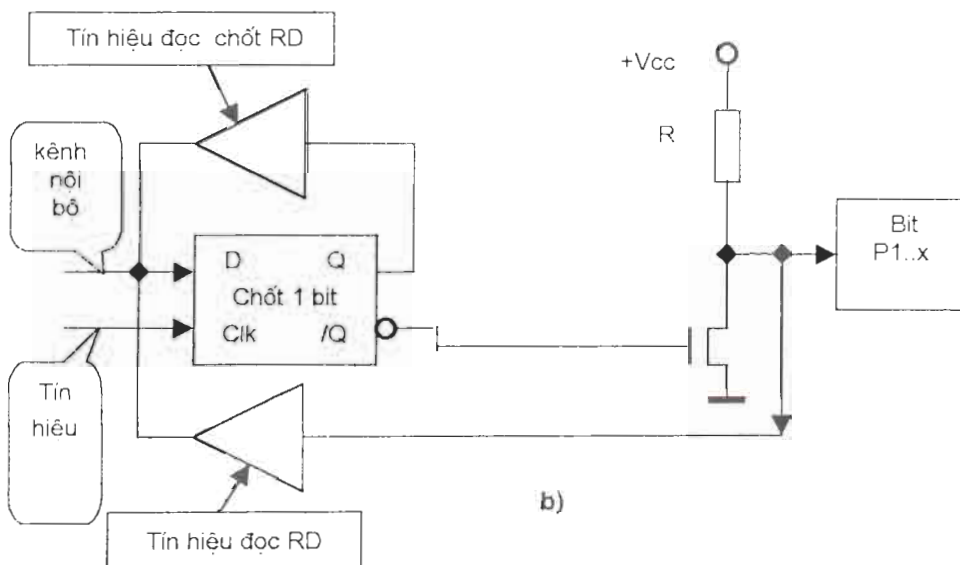 Tín hiệu đọc chốt RD
+Vcc
R
kênh
nội
bộ
Bit
P1..x
D Q
Chốt 1 bit
Clk /Q
Tín
hiệu
b)
Tín hiệu đọc RD